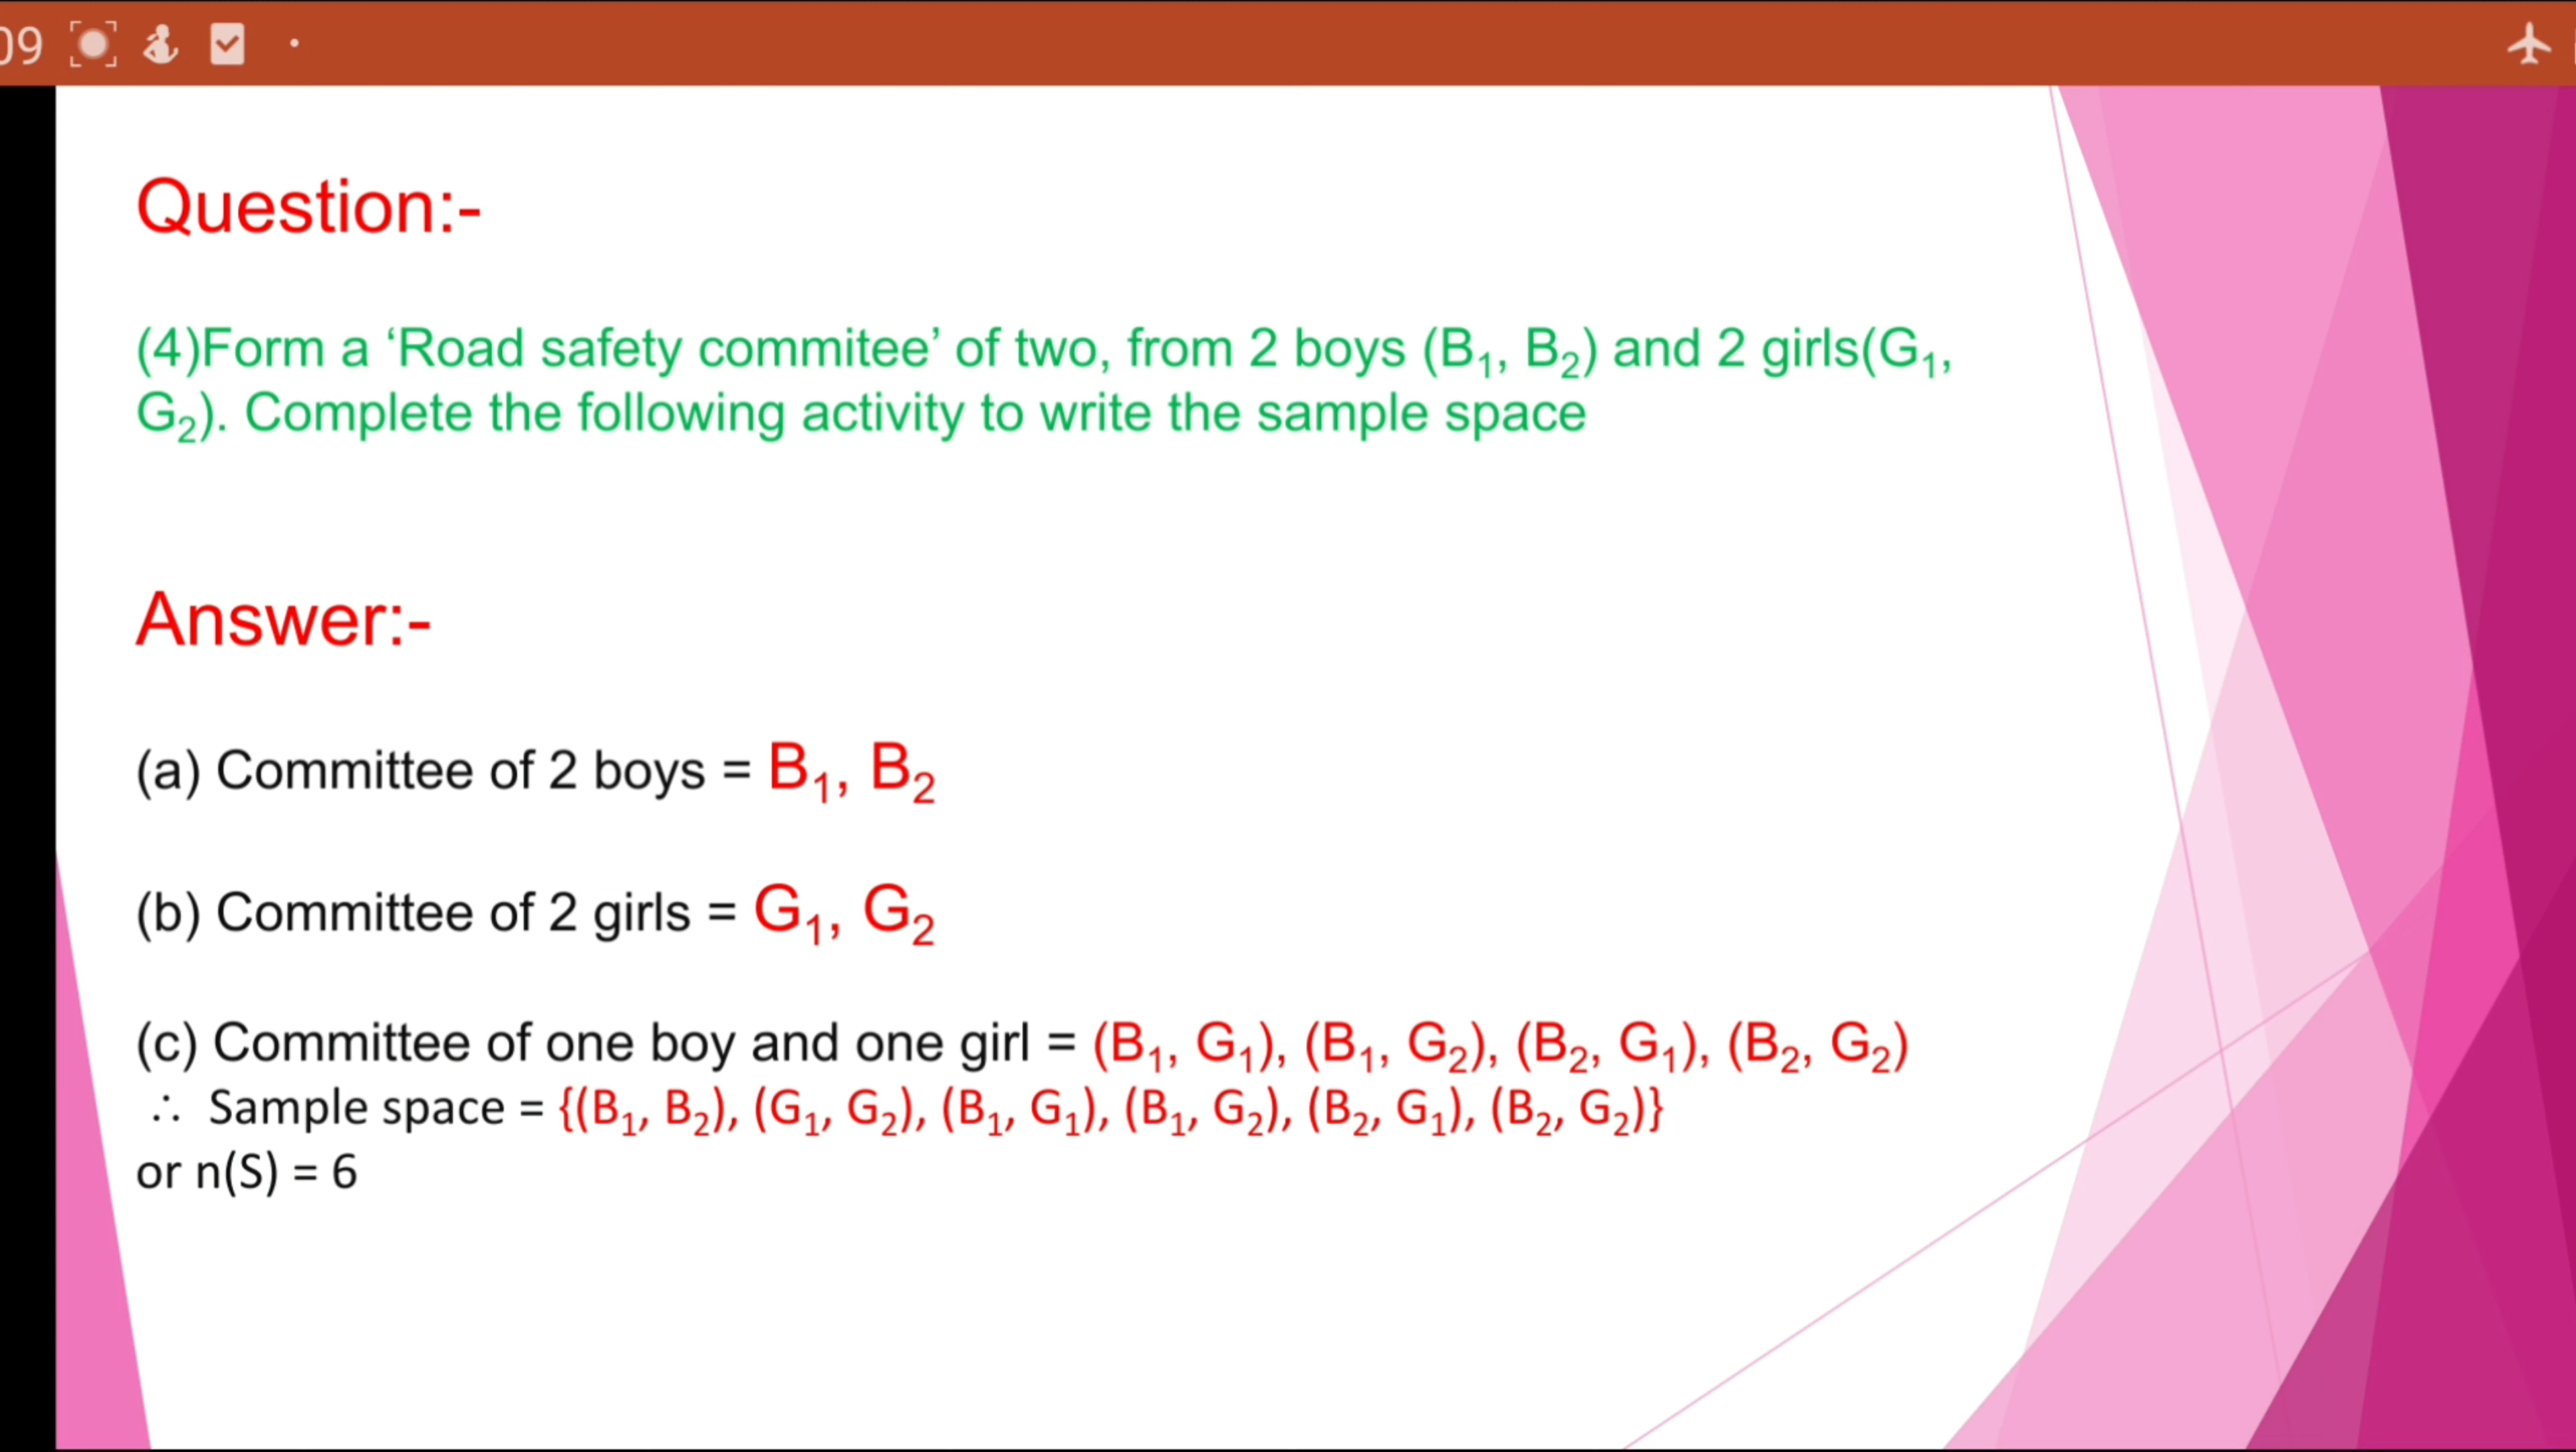 09
Question:-
(4)Form a ‘Road safety commitee’ of two, from 2 boys (B₁, B₂) and 2 girls(G₁,
G₂). Complete the following activity to write the sample space
Answer:-
(a) Committee of 2 boys = B₁, B₂
(b) Committee of 2 girls = G₁, G₂
(c) Committee of one boy and one girl = (B₁, G₁), (B₁, G₂), (B₂, G₁), (B₂, G₂)
∴ Sample space = {(B₁, B₂), (G₁, G₂), (B₁, G₁), (B₁, G₂), (B₂, G₁), (B₂, G₂)}
or n(S) = 6